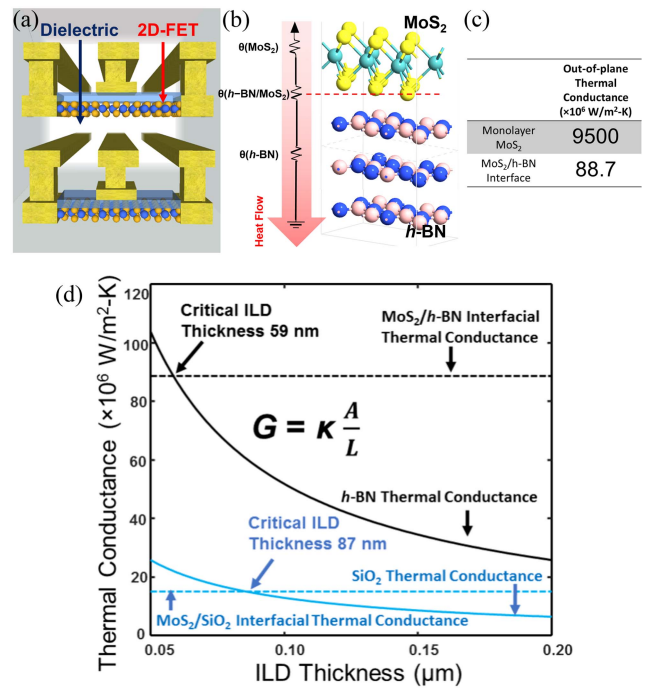 (a)
Dielectric
2D-FET
(b)
MoS2
θ(MoS2)
θ(h−BN/MoS2)
θ(h-BN)
Heat Flow
h-BN
(c)
Out-of-plane
Thermal
Conductance
(×10⁶ W/m²-K)
Monolayer
MoS2
9500
MoS2/h-BN
Interface
88.7
(d)
Thermal Conductance (×10⁶ W/m²-K)
120
100
80
60
40
20
0
Critical ILD
Thickness 59 nm
MoS2/h-BN Interfacial
Thermal Conductance
G = κ A/L
h-BN Thermal Conductance
Critical ILD
Thickness 87 nm
SiO2 Thermal Conductance
MoS2/SiO2 Interfacial Thermal Conductance
0.05
0.10
0.15
0.20
ILD Thickness (μm)